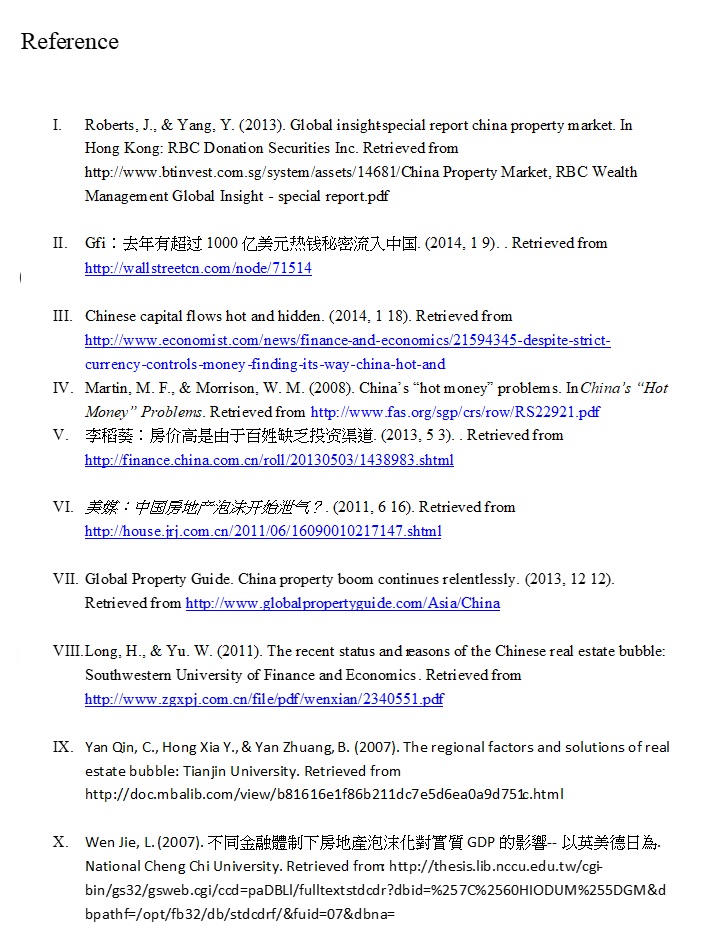 Reference
I. Roberts, J., & Yang, Y. (2013). Global insight-special report china property market. In
Hong Kong: RBC Donation Securities Inc. Retrieved from
http://www.btinvest.com.sg/system/assets/14681/China Property Market, RBC Wealth
Management Global Insight - special report.pdf
II. Gfi：去年有超过 1000 亿美元热钱秘密流入中国. (2014, 1 9). . Retrieved from
http://wallstreetcn.com/node/71514
III. Chinese capital flows hot and hidden. (2014, 1 18). Retrieved from
http://www.economist.com/news/finance-and-economics/21594345-despite-strict-
currency-controls-money-finding-its-way-china-hot-and
IV. Martin, M. F., & Morrison, W. M. (2008). China’s “hot money” problems. In China’s “Hot
Money” Problems. Retrieved from http://www.fas.org/sgp/crs/row/RS22921.pdf
V. 李稻葵：房价高是由于百姓缺乏投资渠道. (2013, 5 3). . Retrieved from
http://finance.china.com.cn/roll/20130503/1438983.shtml
VI. 美媒：中国房地产泡沫开始泄气？. (2011, 6 16). Retrieved from
http://house.jrj.com.cn/2011/06/16090010217147.shtml
VII. Global Property Guide. China property boom continues relentlessly. (2013, 12 12).
Retrieved from http://www.globalpropertyguide.com/Asia/China
VIII. Long, H., & Yu. W. (2011). The recent status and reasons of the Chinese real estate bubble:
Southwestern University of Finance and Economics. Retrieved from
http://www.zgxpj.com.cn/file/pdf/wenxian/2340551.pdf
IX. Yan Qin, C., Hong Xia Y., & Yan Zhuang, B. (2007). The regional factors and solutions of real
estate bubble: Tianjin University. Retrieved from
http://doc.mbalib.com/view/b81616e1f86b211dc7e5d6ea0a9d751c.html
X. Wen Jie, L. (2007). 不同金融體制下房地產泡沫化對實質 GDP 的影響-- 以英美德日為.
National Cheng Chi University. Retrieved from: http://thesis.lib.nccu.edu.tw/cgi-
bin/gs32/gsweb.cgi/ccd=paDBLl/fulltextstdcdr?dbid=%257C%2560HIODUM%255DGM&d
bpathf=/opt/fb32/db/stdcdrf/&fuid=07&dbna=